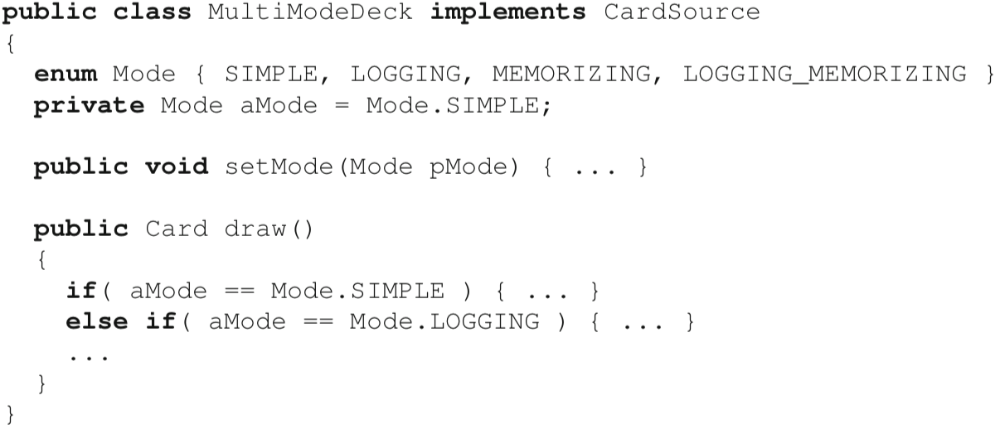 public class MultiModeDeck implements CardSource
{
  enum Mode { SIMPLE, LOGGING, MEMORIZING, LOGGING_MEMORIZING }
  private Mode aMode = Mode.SIMPLE;

  public void setMode(Mode pMode) { ... }

  public Card draw()
  {
    if( aMode == Mode.SIMPLE ) { ... }
    else if( aMode == Mode.LOGGING ) { ... }
    ...
  }
}